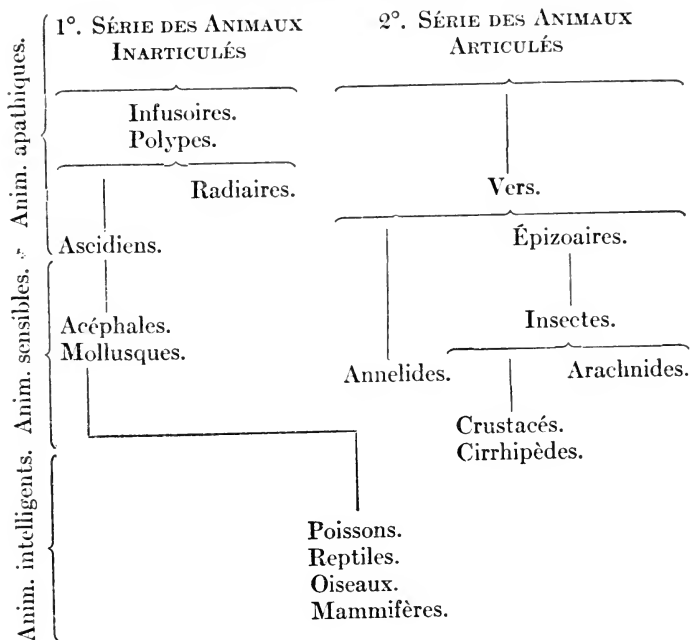 1°. Série des Animaux
Inarticulés
2°. Série des Animaux
Articulés
Anim. apathiques.
Infusoires.
Polypes.
Radiaires.
Vers.
Ascidiens.
Épizoaires.
Anim. sensibles.
Acéphales.
Mollusques.
Insectes.
Annelides.
Arachnides.
Crustacés.
Cirrhipèdes.
Anim. intelligents.
Poissons.
Reptiles.
Oiseaux.
Mammifères.